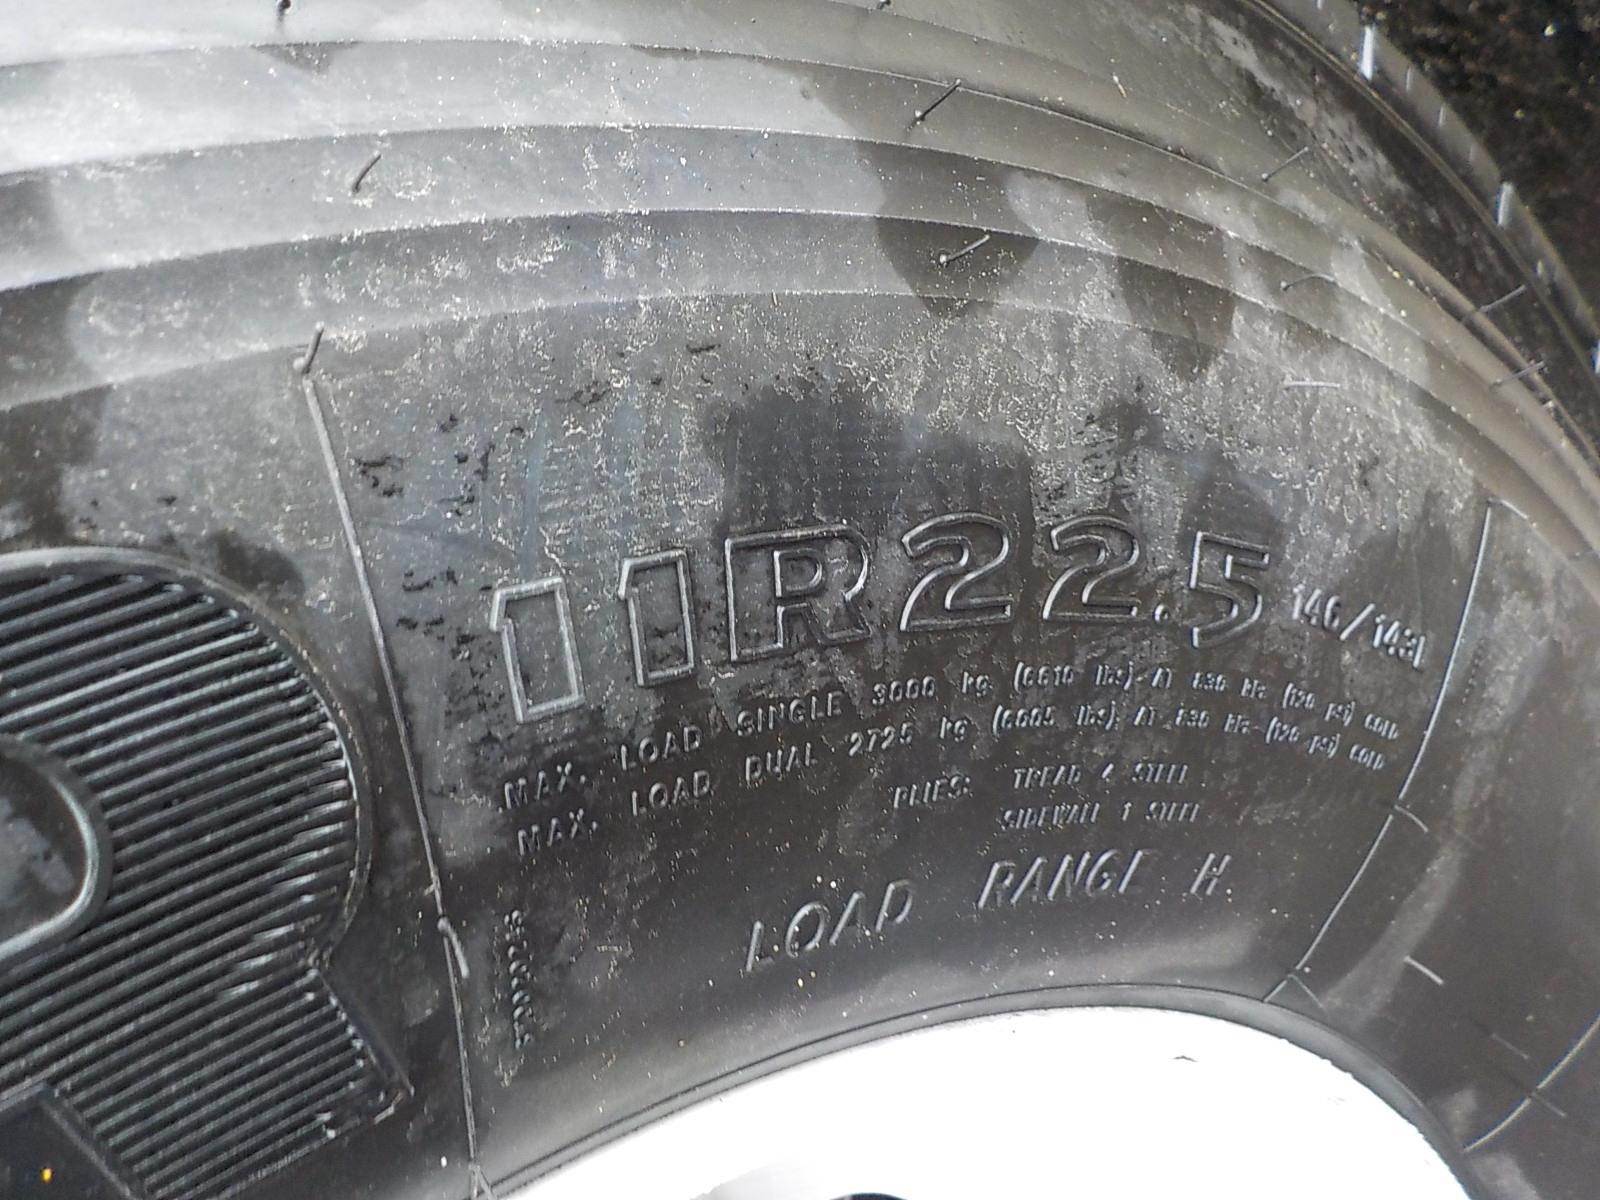 11R22.5 146/143L
MAX. LOAD SINGLE 3000 kg (6610 lbs) AT 830 kPa (120 psi) COLD
MAX. LOAD DUAL 2725 kg (6005 lbs) AT 830 kPa (120 psi) COLD
PLIES: TREAD 4 STEEL
SIDEWALL 1 STEEL
LOAD RANGE H